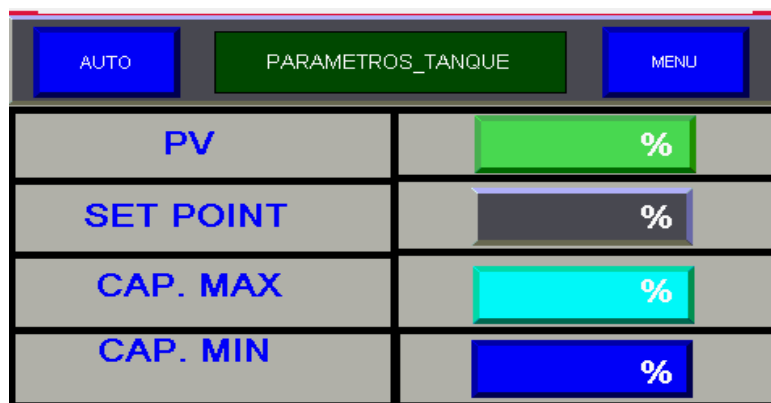 AUTO PARAMETROS_TANQUE MENU
PV %
SET POINT %
CAP. MAX %
CAP. MIN %